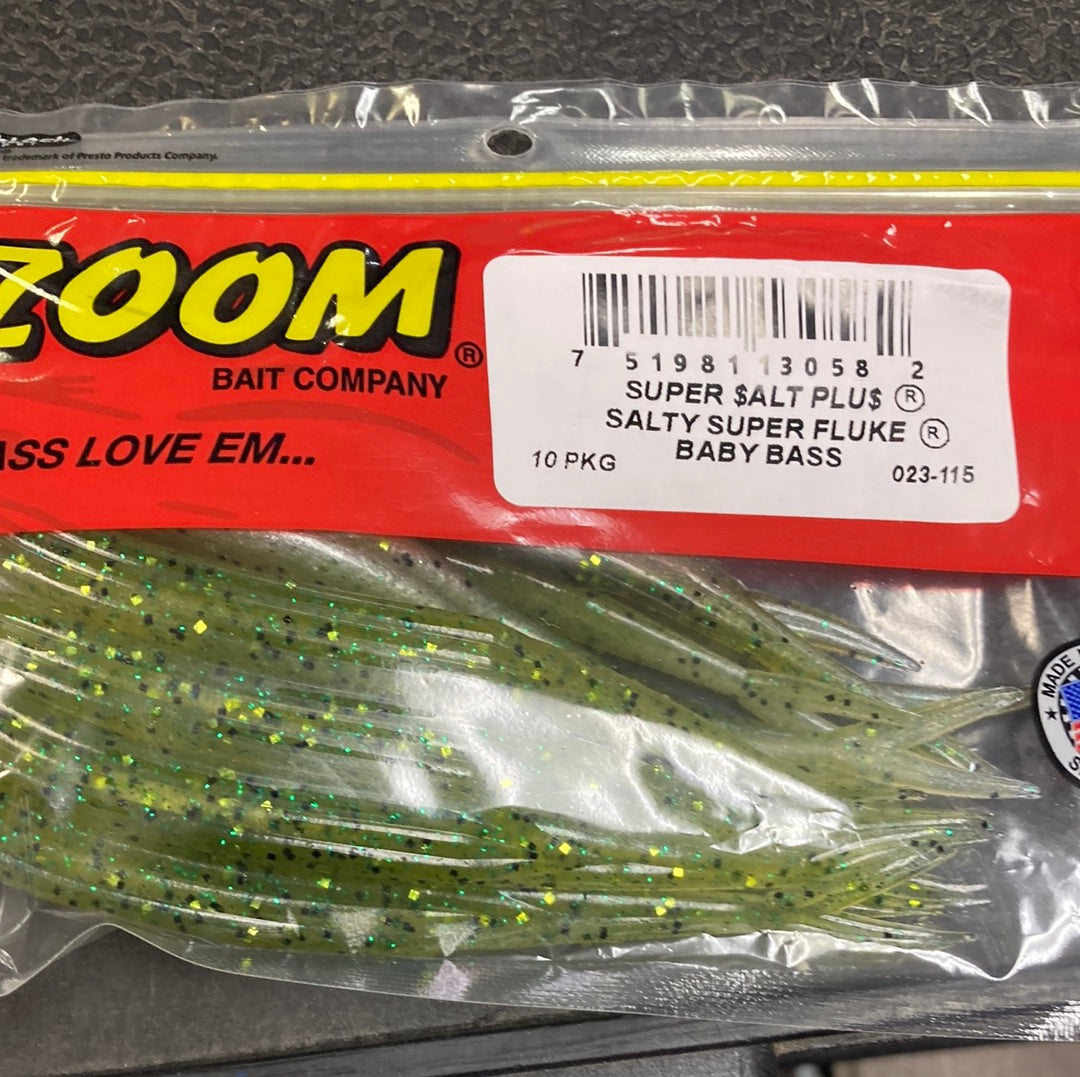 trademark of Presto Products Company.
ZOOM®
BAIT COMPANY
ASS LOVE EM...
7 51981 13058 2
SUPER $ALT PLU$ ®
SALTY SUPER FLUKE ®
BABY BASS
10 PKG
023-115
MADE